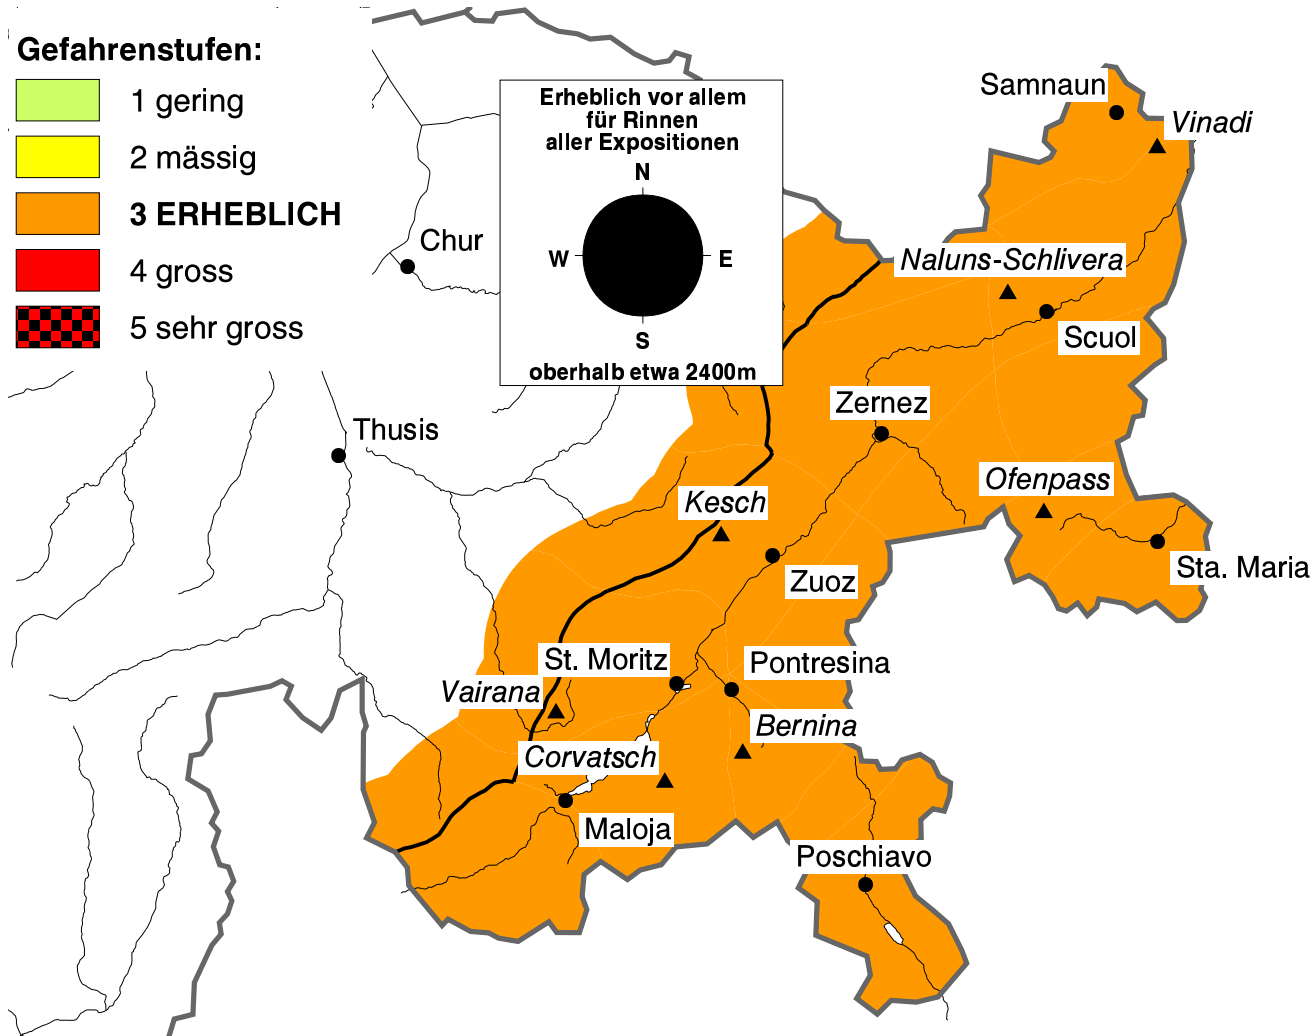 Gefahrenstufen:
1 gering
2 mässig
3 ERHEBLICH
4 gross
5 sehr gross
Erheblich vor allem
für Rinnen
aller Expositionen
N
W
E
S
oberhalb etwa 2400m
Samnaun
Vinadi
Chur
Naluns-Schlivera
Scuol
Zernez
Thusis
Ofenpass
Kesch
Sta. Maria
Zuoz
St. Moritz
Pontresina
Vairana
Bernina
Corvatsch
Maloja
Poschiavo